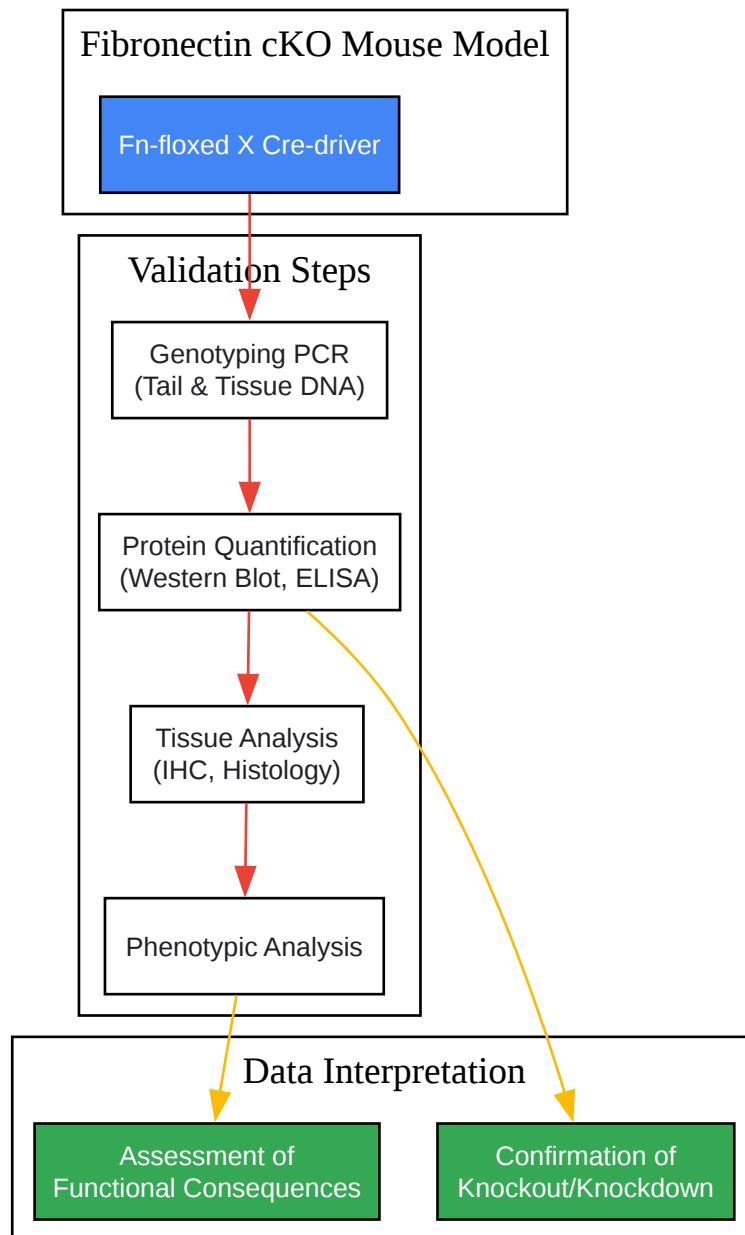 Fibronectin cKO Mouse Model
Fn-floxed X Cre-driver
Validation Steps
Genotyping PCR
(Tail & Tissue DNA)
Protein Quantification
(Western Blot, ELISA)
Tissue Analysis
(IHC, Histology)
Phenotypic Analysis
Data Interpretation
Assessment of
Functional Consequences
Confirmation of
Knockout/Knockdown